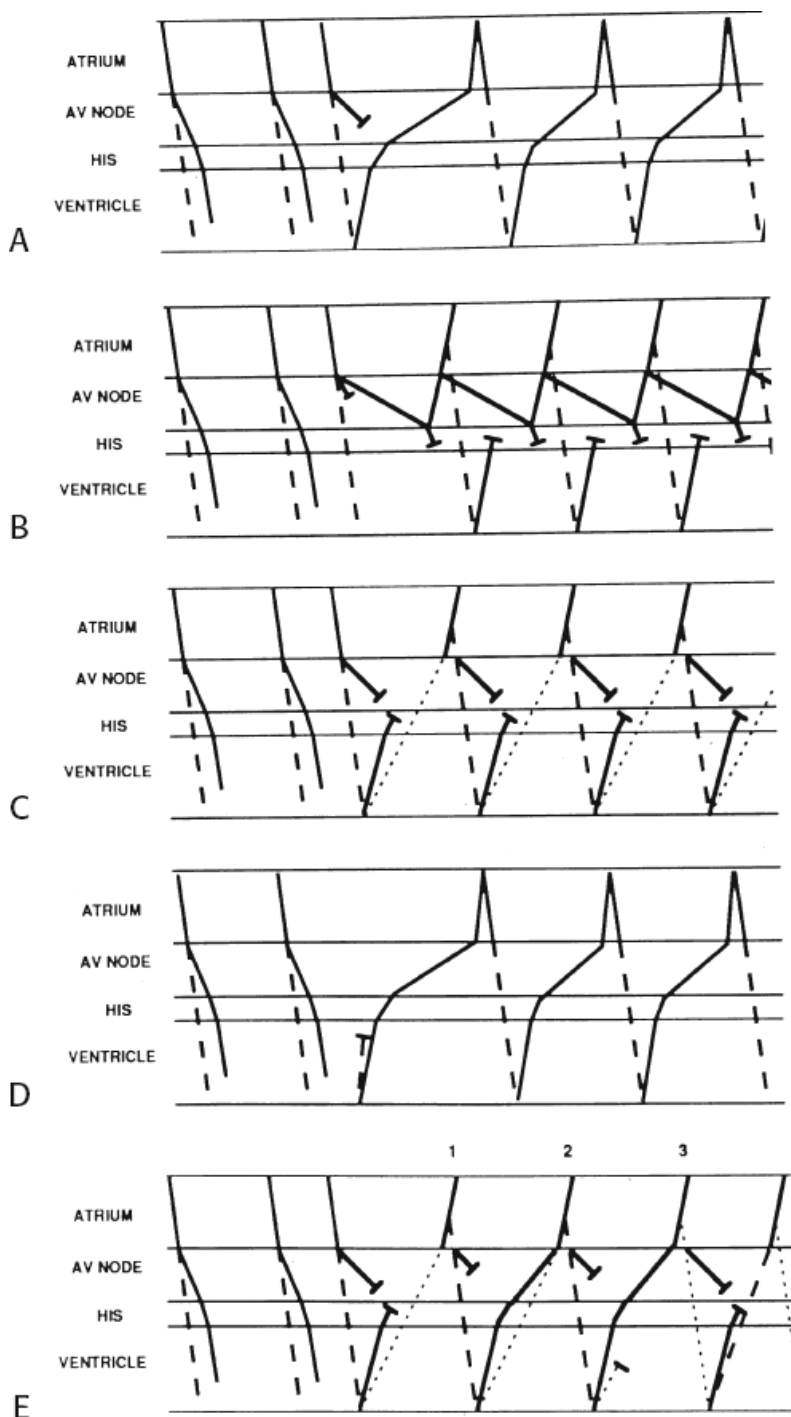 ATRIUM
AV NODE
HIS
VENTRICLE
A
ATRIUM
AV NODE
HIS
VENTRICLE
B
ATRIUM
AV NODE
HIS
VENTRICLE
C
ATRIUM
AV NODE
HIS
VENTRICLE
D
1 2 3
ATRIUM
AV NODE
HIS
VENTRICLE
E